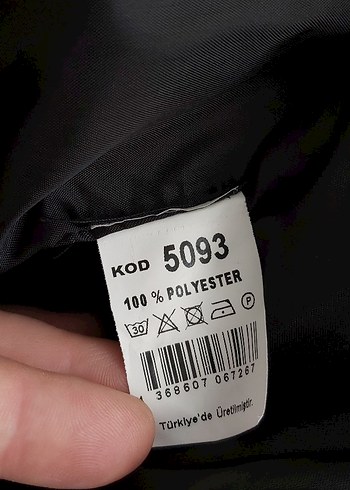 KOD 5093
100 % POLYESTER
30 P
368607 067267
Türkiye'de Üretilmiştir.